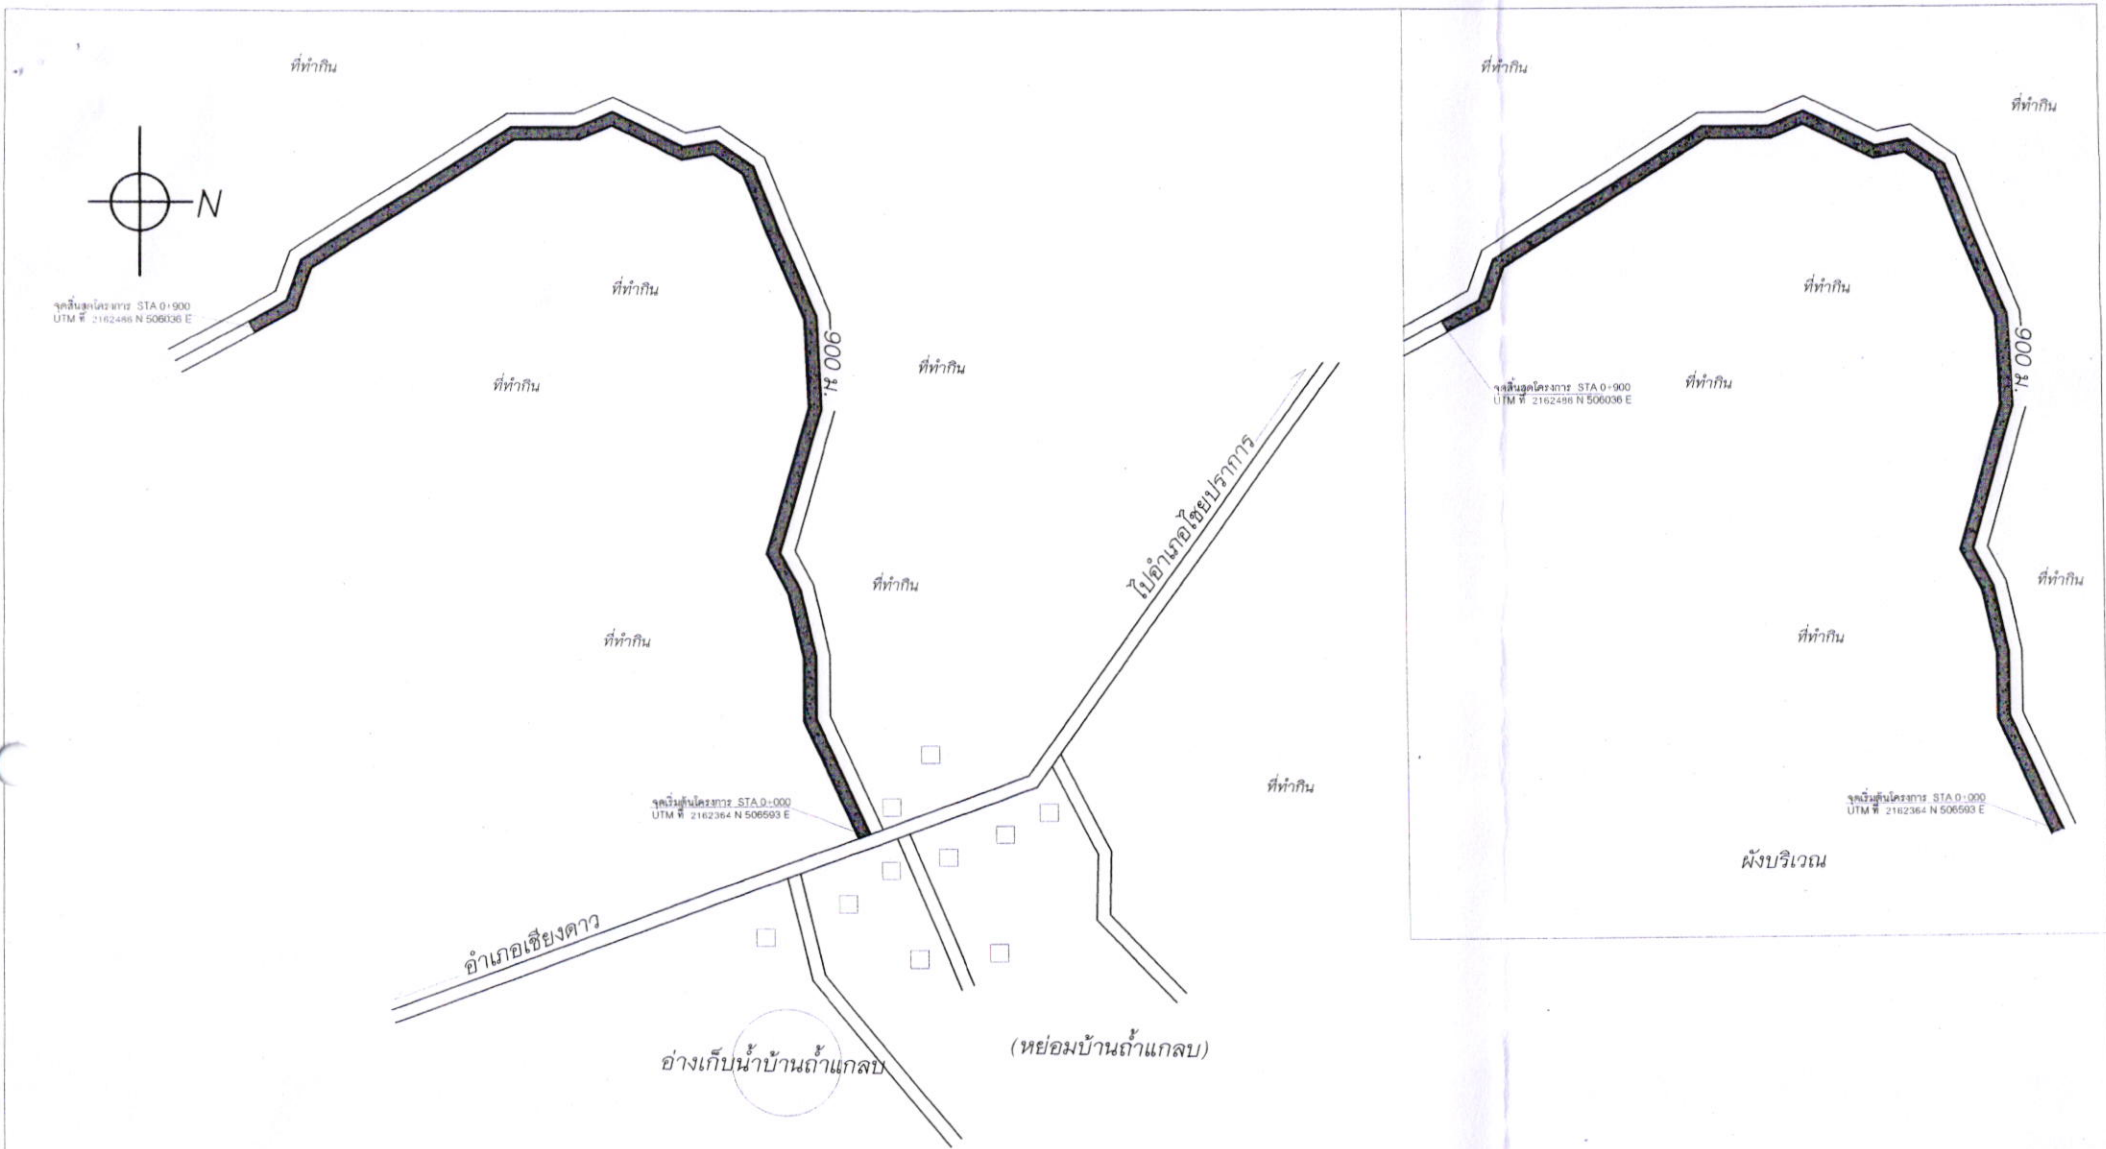 ที่ทำกิน
N
จุดสิ้นสุดโครงการ STA 0+900
UTM ที่ 2162486 N 506036 E
ที่ทำกิน
ที่ทำกิน
900 ม.
ที่ทำกิน
ไปอำเภอไชยปราการ
ที่ทำกิน
ที่ทำกิน
ที่ทำกิน
จุดเริ่มต้นโครงการ STA 0+000
UTM ที่ 2162364 N 506593 E
อำเภอเชียงดาว
อ่างเก็บน้ำบ้านถ้ำแกลบ
(หย่อมบ้านถ้ำแกลบ)
ที่ทำกิน
ที่ทำกิน
ที่ทำกิน
900 ม.
ที่ทำกิน
จุดสิ้นสุดโครงการ STA 0+900
UTM ที่ 2162486 N 506036 E
ที่ทำกิน
ที่ทำกิน
จุดเริ่มต้นโครงการ STA 0+000
UTM ที่ 2162364 N 506593 E
ผังบริเวณ